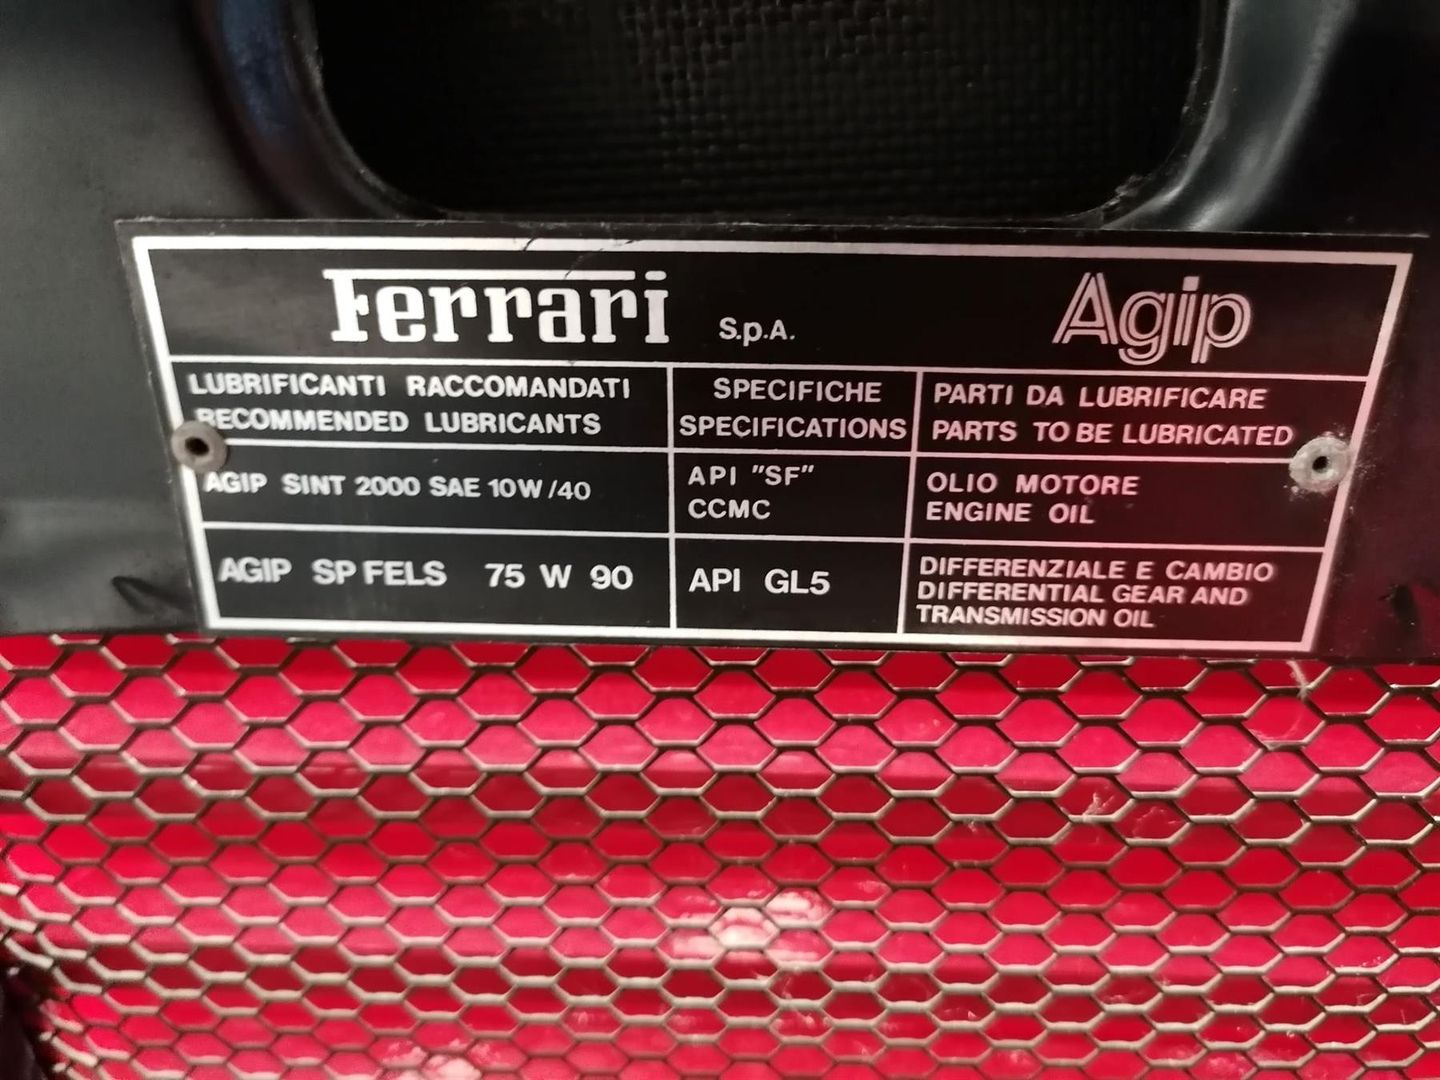 Ferrari S.p.A. Agip
LUBRIFICANTI RACCOMANDATI
RECOMMENDED LUBRICANTS
SPECIFICHE
SPECIFICATIONS
PARTI DA LUBRIFICARE
PARTS TO BE LUBRICATED
AGIP SINT 2000 SAE 10W/40
API "SF"
CCMC
OLIO MOTORE
ENGINE OIL
AGIP SP FELS 75 W 90
API GL5
DIFFERENZIALE E CAMBIO
DIFFERENTIAL GEAR AND
TRANSMISSION OIL